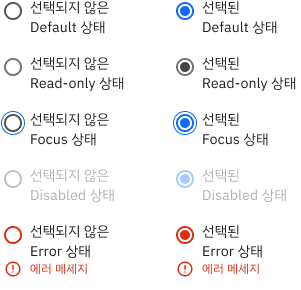 선택되지 않은
Default 상태
선택된
Default 상태
선택되지 않은
Read-only 상태
선택된
Read-only 상태
선택되지 않은
Focus 상태
선택된
Focus 상태
선택되지 않은
Disabled 상태
선택된
Disabled 상태
선택되지 않은
Error 상태
에러 메세지
선택된
Error 상태
에러 메세지